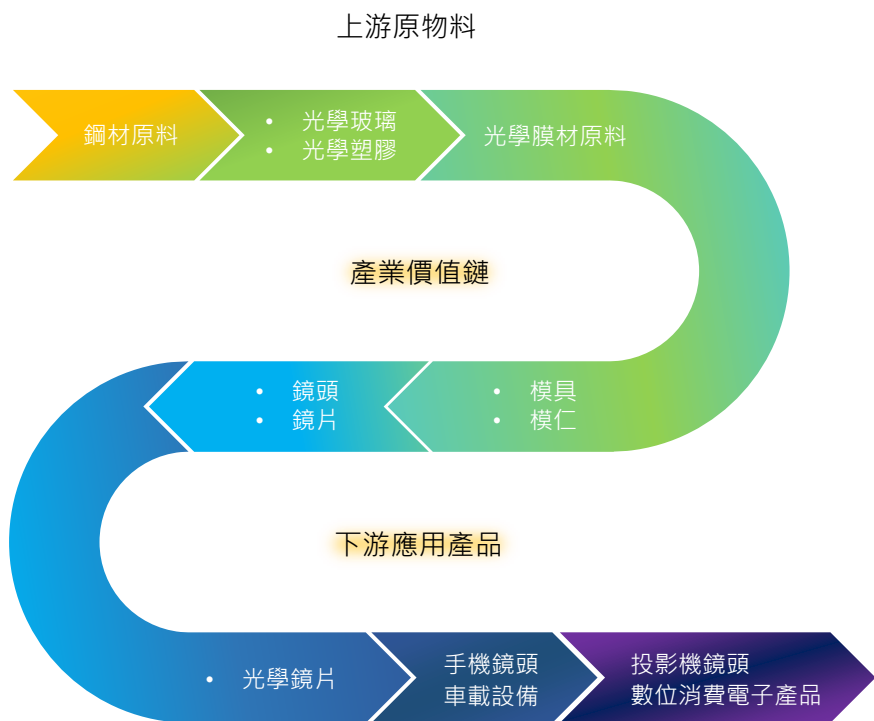 上游原物料
鋼材原料
• 光學玻璃
• 光學塑膠
光學膜材原料
產業價值鏈
• 模具
• 模仁
• 鏡頭
• 鏡片
下游應用產品
• 光學鏡片
手機鏡頭
車載設備
投影機鏡頭
數位消費電子產品